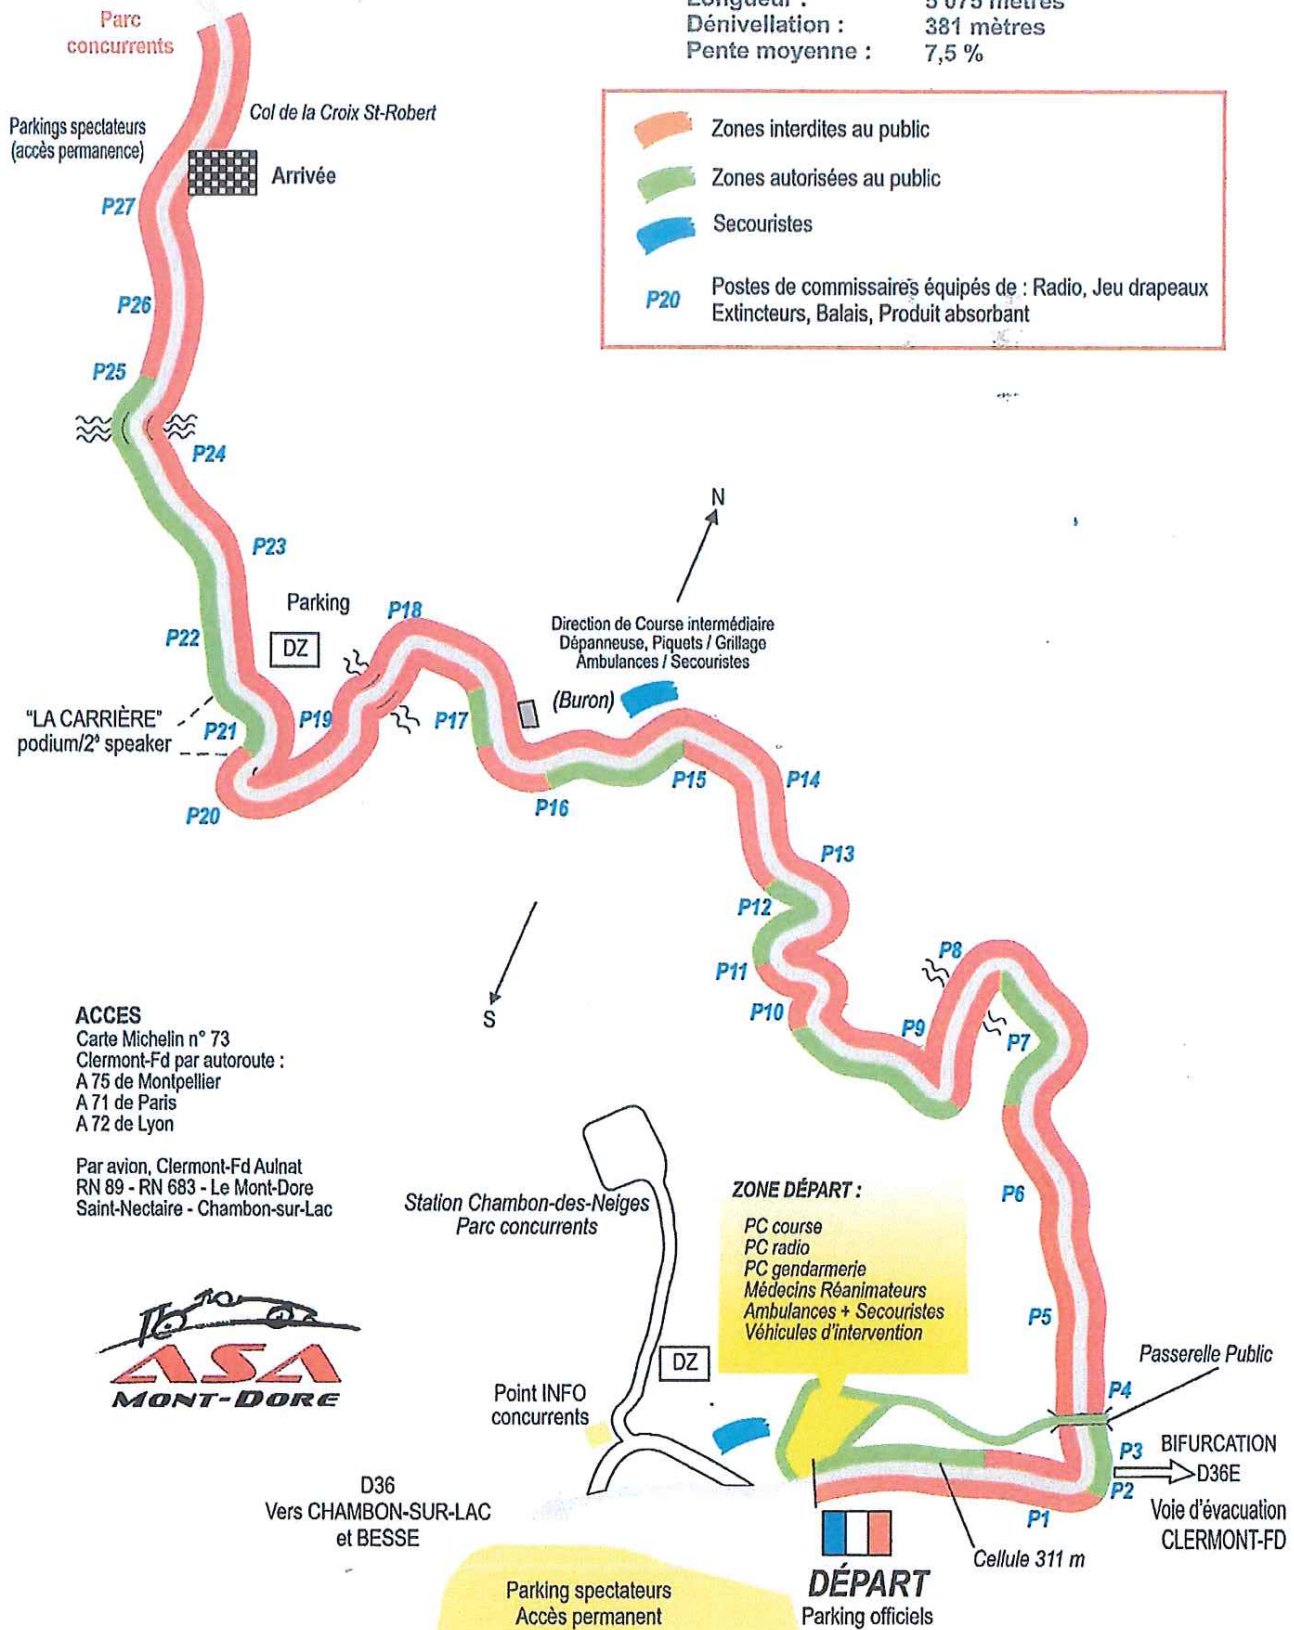 Parc
concurrents
Longueur : 5 075 mètres
Dénivellation : 381 mètres
Pente moyenne : 7,5 %
Zones interdites au public
Zones autorisées au public
Secouristes
P20 Postes de commissaires équipés de : Radio, Jeu drapeaux
Extincteurs, Balais, Produit absorbant
Col de la Croix St-Robert
Parkings spectateurs
(accès permanence)
Arrivée
P27
P26
P25
P24
P23
P22
Parking
DZ
P18
N
Direction de Course intermédiaire
Dépanneuse, Piquets / Grillage
Ambulances / Secouristes
(Buron)
"LA CARRIÈRE"
podium/2° speaker
P21
P19
P17
P20
P16
P15
P14
P13
P12
P11
P10
P9
P8
P7
S
ACCES
Carte Michelin n° 73
Clermont-Fd par autoroute :
A 75 de Montpellier
A 71 de Paris
A 72 de Lyon
Par avion, Clermont-Fd Aulnat
RN 89 - RN 683 - Le Mont-Dore
Saint-Nectaire - Chambon-sur-Lac
Station Chambon-des-Neiges
Parc concurrents
ZONE DÉPART :
PC course
PC radio
PC gendarmerie
Médecins Réanimateurs
Ambulances + Secouristes
Véhicules d'intervention
P6
P5
Passerelle Public
P4
P3
BIFURCATION
D36E
P2
Voie d'évacuation
CLERMONT-FD
P1
ASA
MONT-DORE
DZ
Point INFO
concurrents
D36
Vers CHAMBON-SUR-LAC
et BESSE
Cellule 311 m
DÉPART
Parking officiels
Parking spectateurs
Accès permanent